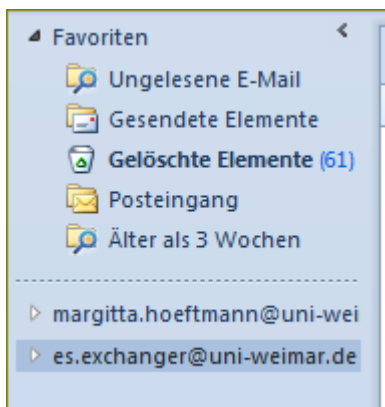 Favoriten
Ungelesene E-Mail
Gesendete Elemente
Gelöschte Elemente (61)
Posteingang
Älter als 3 Wochen
margitta.hoeftmann@uni-wei
es.exchanger@uni-weimar.de